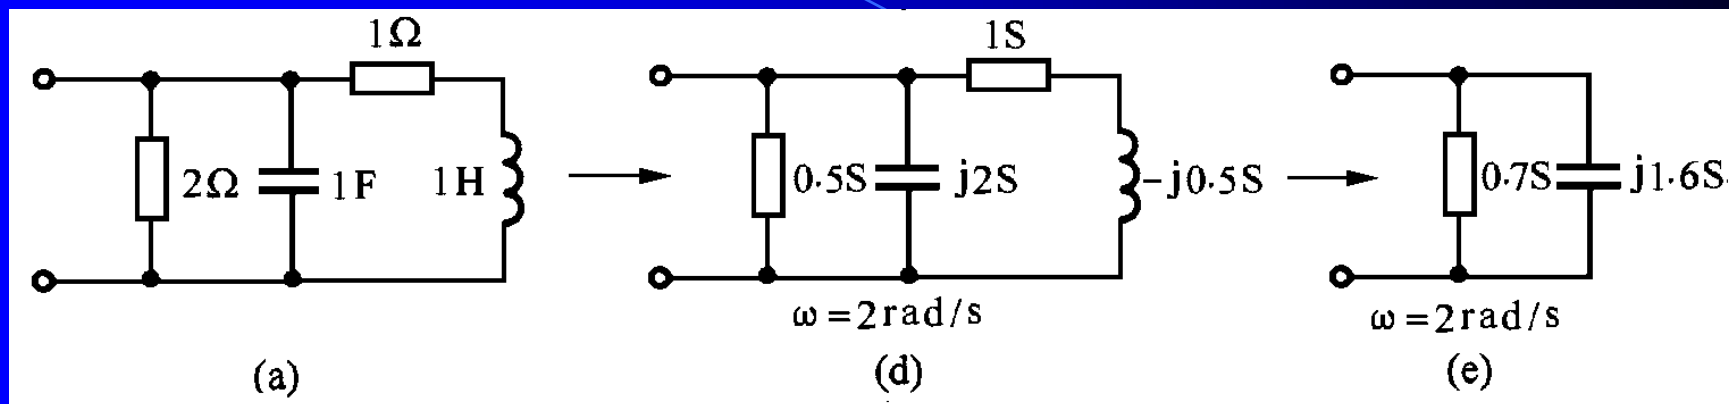 1Ω
2Ω
1F
1H
(a)
1S
0.5S
j2S
-j0.5S
ω=2rad/s
(d)
0.7S
j1.6S
ω=2rad/s
(e)